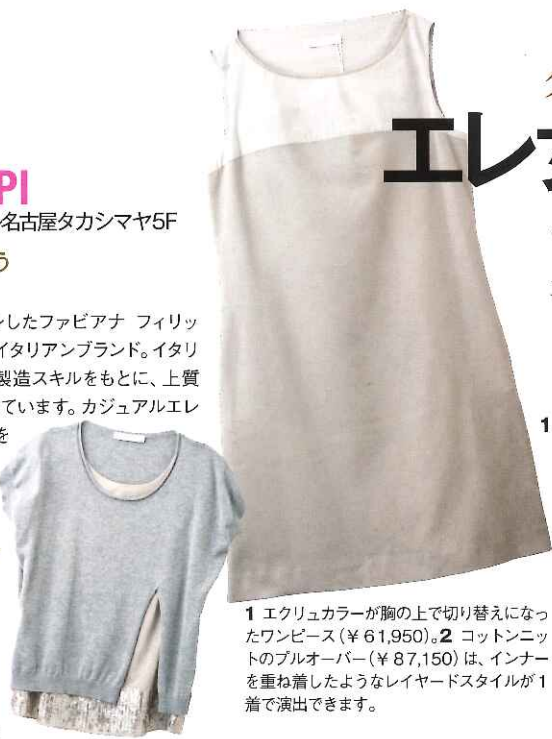 エレ
PI
名古屋タカシマヤ5F
う
ンしたファビアナ フィリッ
イタリアンブランド。イタリ
製造スキルをもとに、上質
ています。カジュアルエレ
を
1
1 エクリュカラーが胸の上で切り替えになっ
たワンピース(￥61,950)。2 コットンニッ
トのプルオーバー(￥87,150)は、インナー
を重ね着したようなレイヤードスタイルが1
着で演出できます。